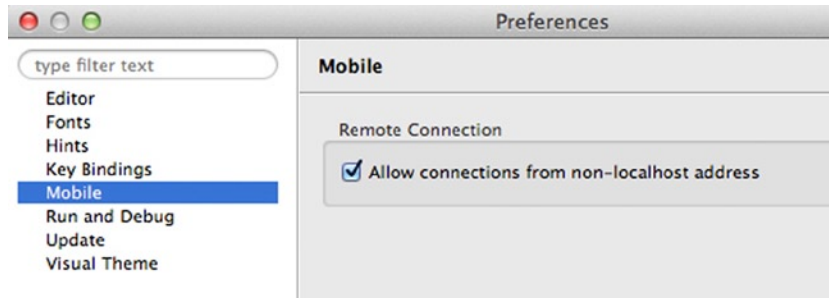 Preferences
type filter text
Editor
Fonts
Hints
Key Bindings
Mobile
Run and Debug
Update
Visual Theme
Mobile
Remote Connection
Allow connections from non-localhost address